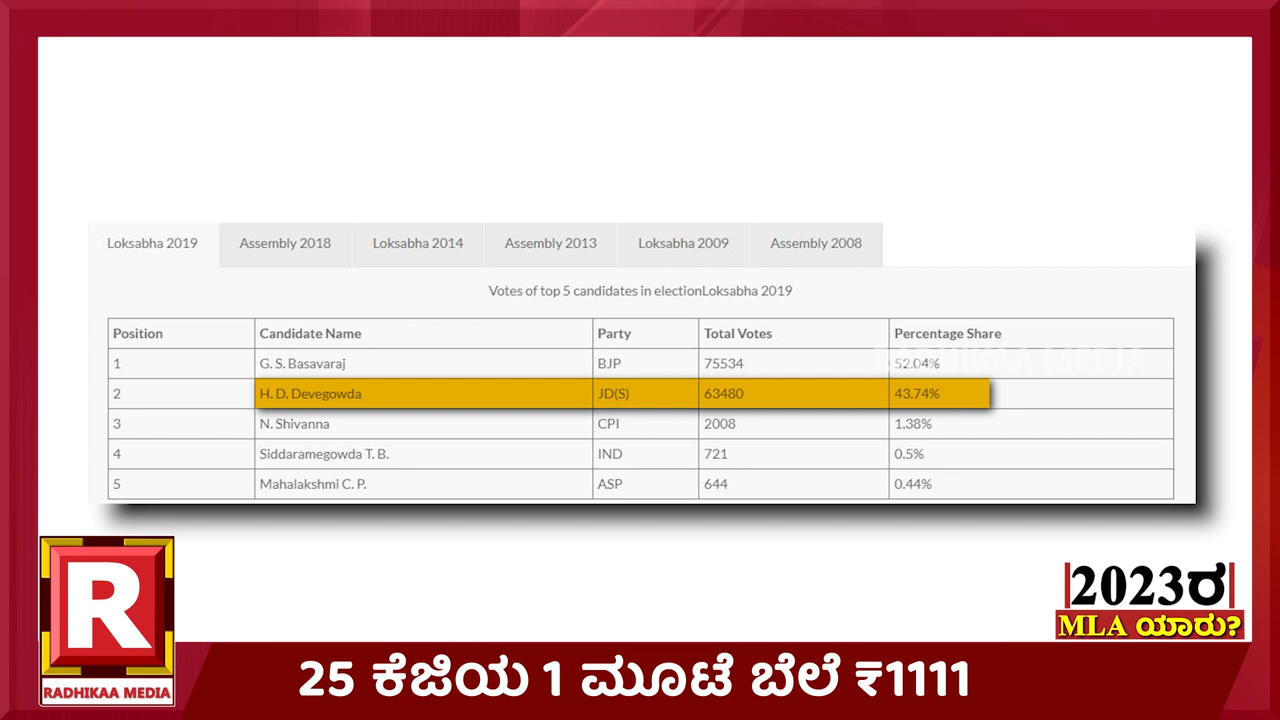 Loksabha 2019 Assembly 2018 Loksabha 2014 Assembly 2013 Loksabha 2009 Assembly 2008
Votes of top 5 candidates in electionLoksabha 2019
Position Candidate Name Party Total Votes Percentage Share
1 G. S. Basavaraj BJP 75534 52.04%
RADHIKAA MEDIA
2 H. D. Devegowda JD(S) 63480 43.74%
3 N. Shivanna CPI 2008 1.38%
4 Siddaramegowda T. B. IND 721 0.5%
5 Mahalakshmi C. P. ASP 644 0.44%
R
RADHIKAA MEDIA
2023ರ
MLA ಯಾರು?
25 ಕೆಜಿಯ 1 ಮೂಟೆ ಬೆಲೆ ₹1111